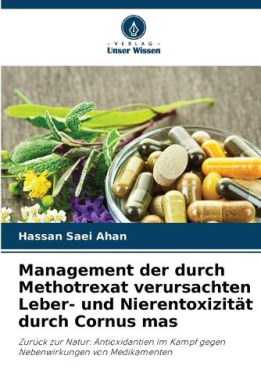 - VERLAG -
Unser Wissen
Hassan Saei Ahan
Management der durch
Methotrexat verursachten
Leber- und Nierentoxizität
durch Cornus mas
Zurück zur Natur: Antioxidantien im Kampf gegen
Nebenwirkungen von Medikamenten